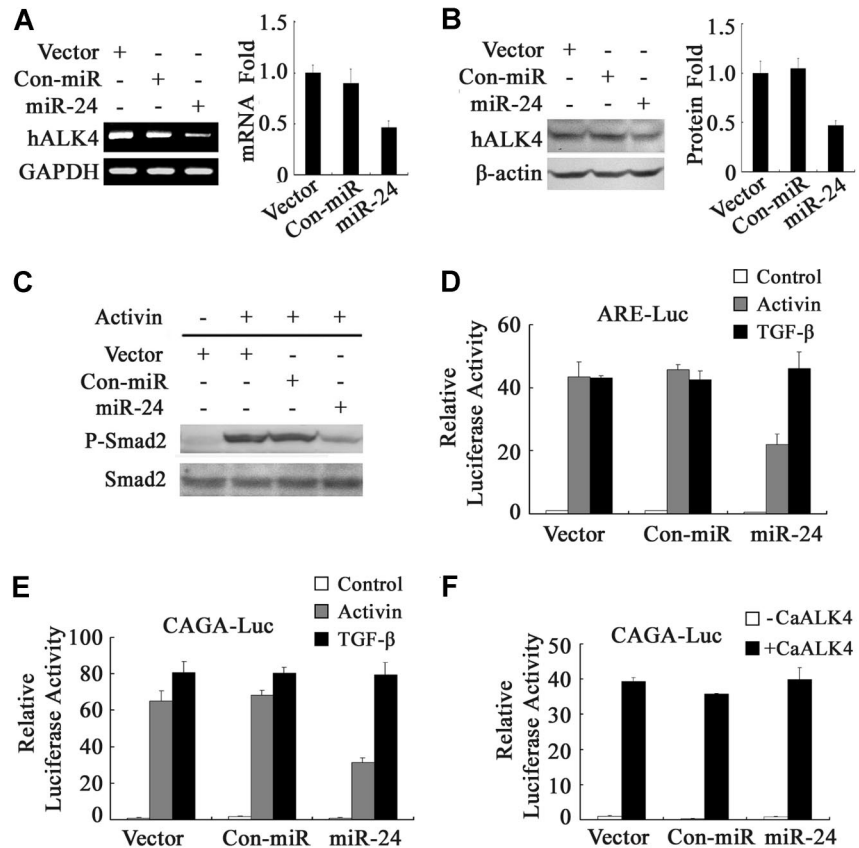 A
Vector + - -
Con-miR - + -
miR-24 - - +
hALK4
GAPDH
mRNA Fold
1.5
1.0
0.5
0
Vector
Con-miR
miR-24
B
Vector + - -
Con-miR - + -
miR-24 - - +
hALK4
β-actin
Protein Fold
1.5
1.0
0.5
0
Vector
Con-miR
miR-24
C
Activin - + + +
Vector + + - -
Con-miR - - + -
miR-24 - - - +
P-Smad2
Smad2
D
Control
Activin
TGF-β
ARE-Luc
Relative
Luciferase Activity
60
40
20
0
Vector
Con-miR
miR-24
E
Control
Activin
TGF-β
CAGA-Luc
Relative
Luciferase Activity
100
80
60
40
20
0
Vector
Con-miR
miR-24
F
-CaALK4
+CaALK4
CAGA-Luc
Relative
Luciferase Activity
50
40
30
20
10
0
Vector
Con-miR
miR-24